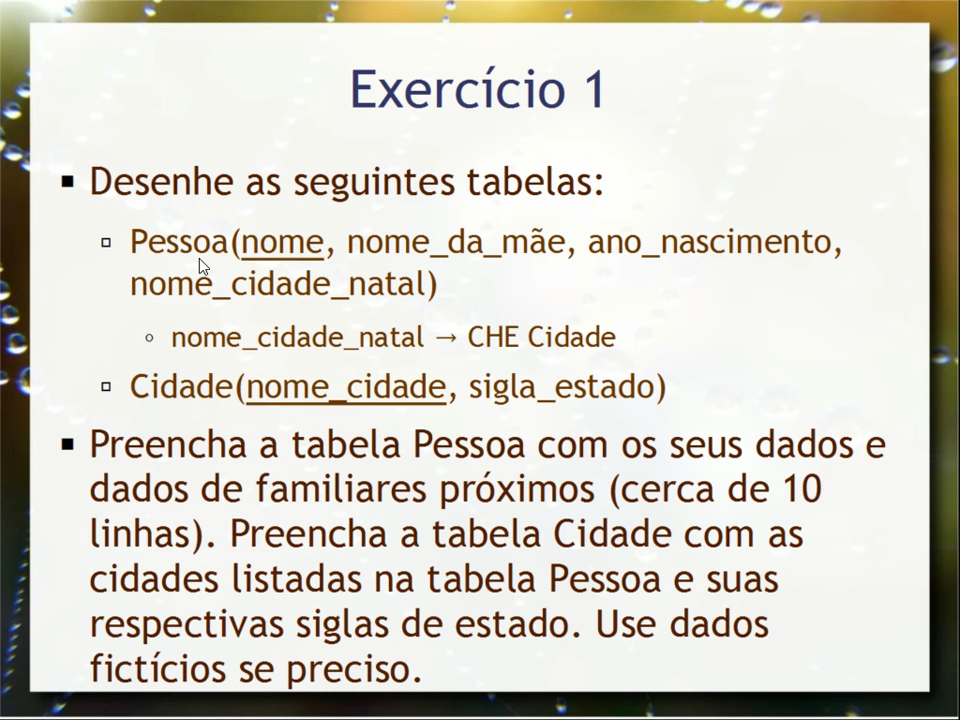 Exercício 1
Desenhe as seguintes tabelas:
Pessoa(nome, nome_da_mãe, ano_nascimento,
nome_cidade_natal)
nome_cidade_natal → CHE Cidade
Cidade(nome_cidade, sigla_estado)
Preencha a tabela Pessoa com os seus dados e
dados de familiares próximos (cerca de 10
linhas). Preencha a tabela Cidade com as
cidades listadas na tabela Pessoa e suas
respectivas siglas de estado. Use dados
fictícios se preciso.